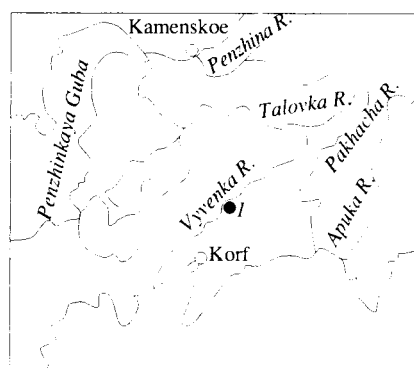 Kamenskoe
Penzhina R.
Penzhinkaya Guba
Talovka R.
Pakhacha R.
Vyvenka R.
1
Apuka R.
Korf